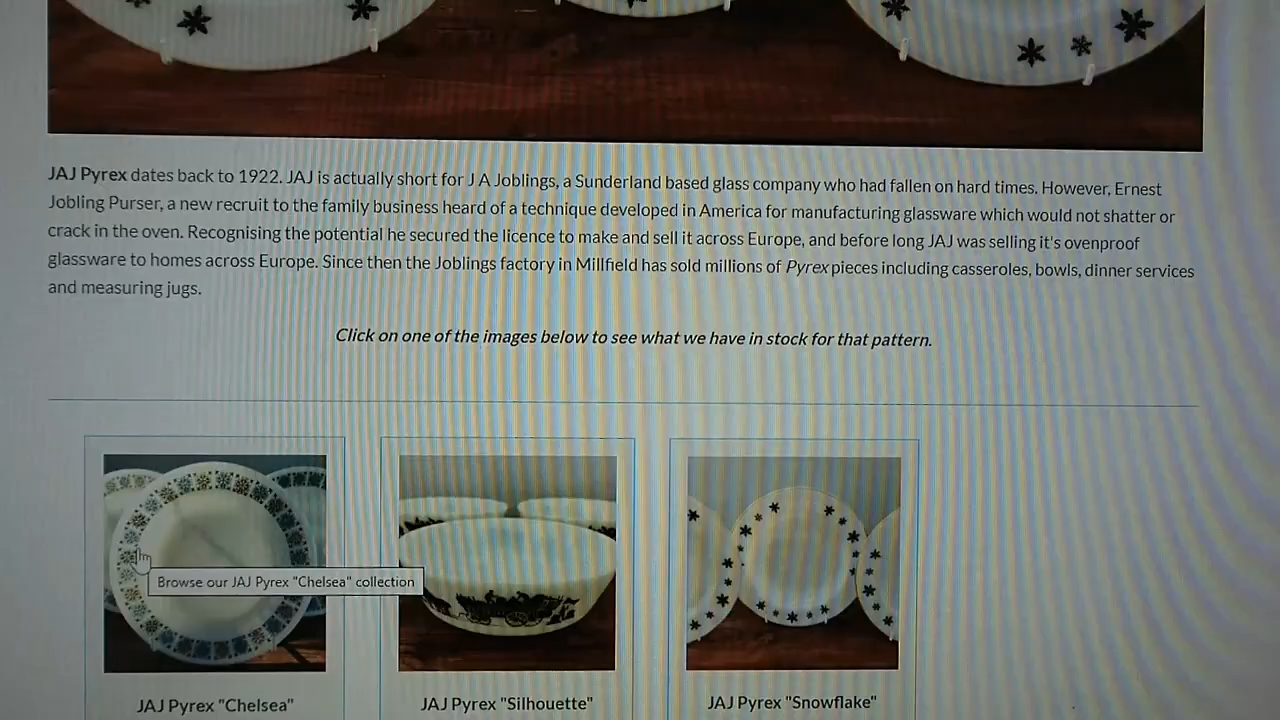 JAJ Pyrex dates back to 1922. JAJ is actually short for J A Joblings, a Sunderland based glass company who had fallen on hard times. However, Ernest
Jobling Purser, a new recruit to the family business heard of a technique developed in America for manufacturing glassware which would not shatter or
crack in the oven. Recognising the potential he secured the licence to make and sell it across Europe, and before long JAJ was selling it's ovenproof
glassware to homes across Europe. Since then the Joblings factory in Millfield has sold millions of Pyrex pieces including casseroles, bowls, dinner services
and measuring jugs.
Click on one of the images below to see what we have in stock for that pattern.
Browse our JAJ Pyrex "Chelsea" collection
JAJ Pyrex "Chelsea"
JAJ Pyrex "Silhouette"
JAJ Pyrex "Snowflake"